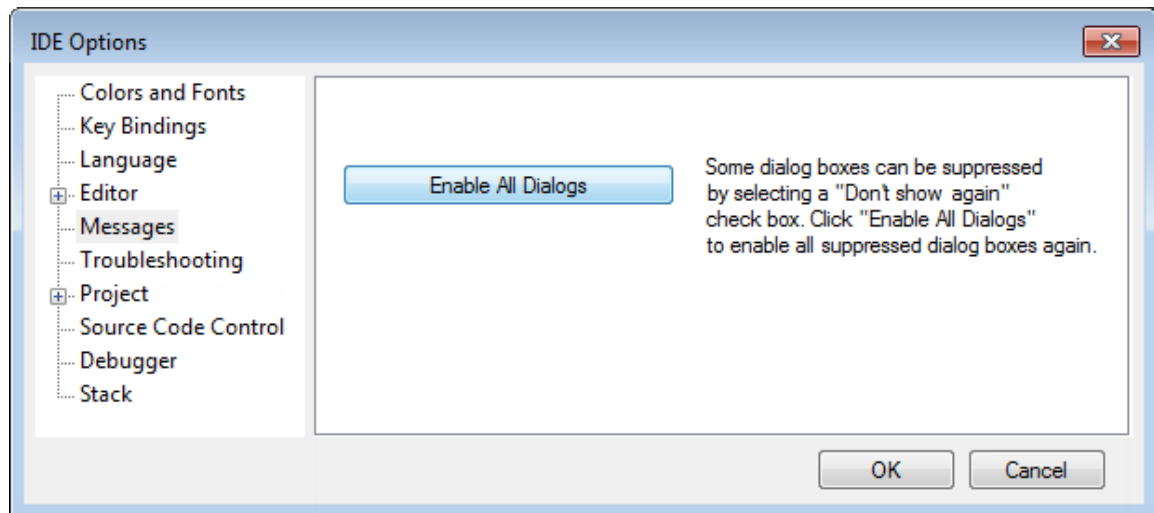 IDE Options
Colors and Fonts
Key Bindings
Language
Editor
Messages
Troubleshooting
Project
Source Code Control
Debugger
Stack
Enable All Dialogs
Some dialog boxes can be suppressed
by selecting a "Don't show again"
check box. Click "Enable All Dialogs"
to enable all suppressed dialog boxes again.
OK
Cancel